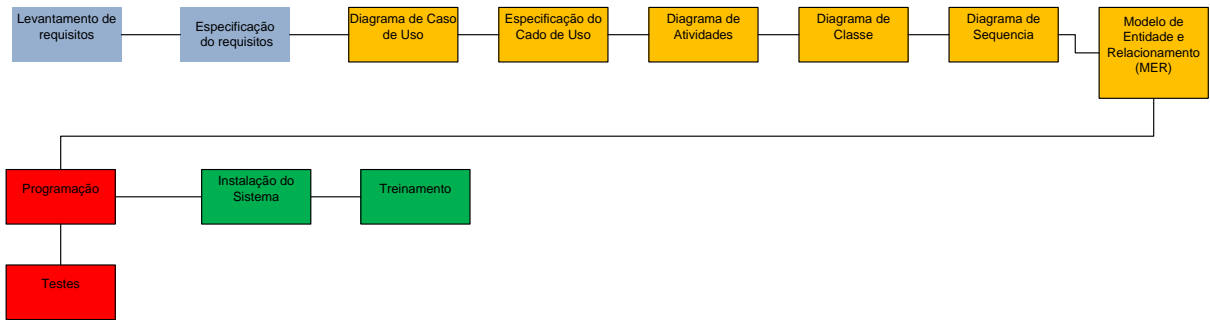 Levantamento de
requisitos
Especificação
do requisitos
Diagrama de Caso
de Uso
Especificação do
Cado de Uso
Diagrama de
Atividades
Diagrama de
Classe
Diagrama de
Sequencia
Modelo de
Entidade e
Relacionamento
(MER)
Programação
Instalação do
Sistema
Treinamento
Testes